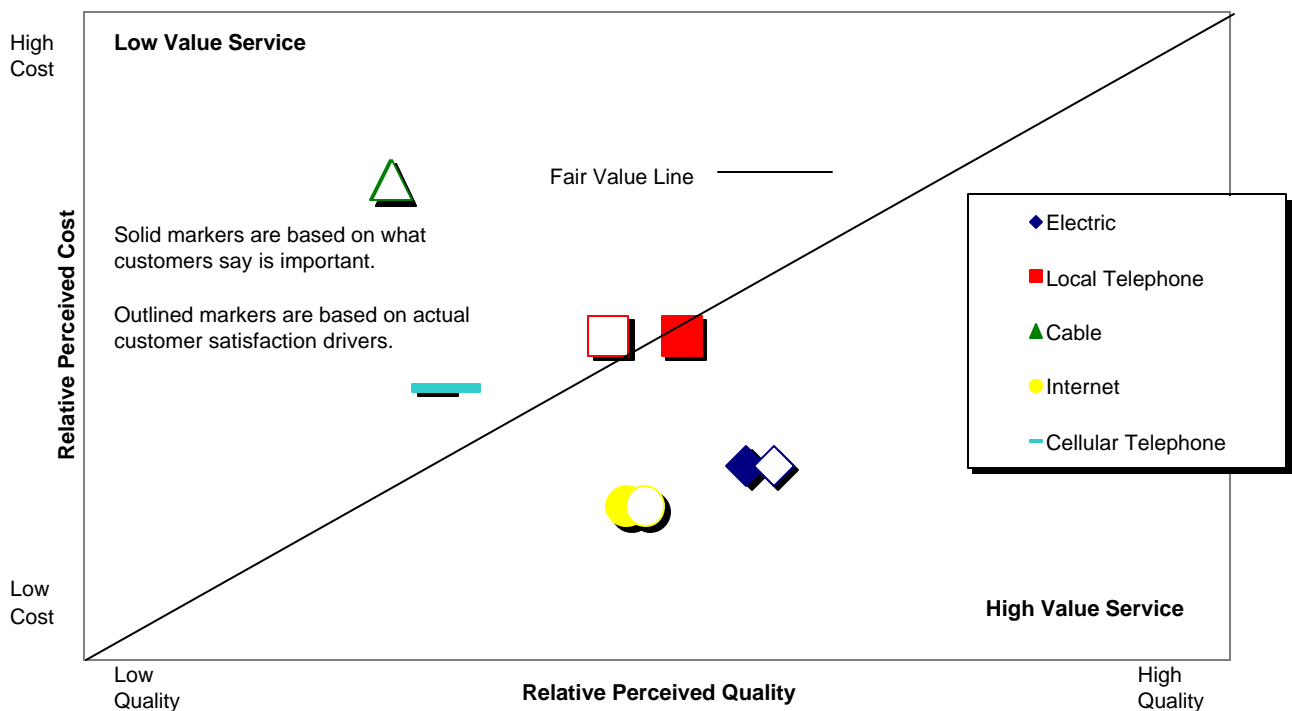 High
Cost
Low Value Service
Fair Value Line
Relative Perceived Cost
Solid markers are based on what
customers say is important.
Outlined markers are based on actual
customer satisfaction drivers.
Electric
Local Telephone
Cable
Internet
Cellular Telephone
Low
Cost
High Value Service
Low
Quality
Relative Perceived Quality
High
Quality